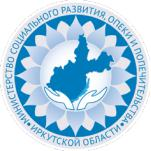 МИНИСТЕРСТВО СОЦИАЛЬНОГО РАЗВИТИЯ, ОПЕКИ И ПОПЕЧИТЕЛЬСТВА
ИРКУТСКОЙ ОБЛАСТИ